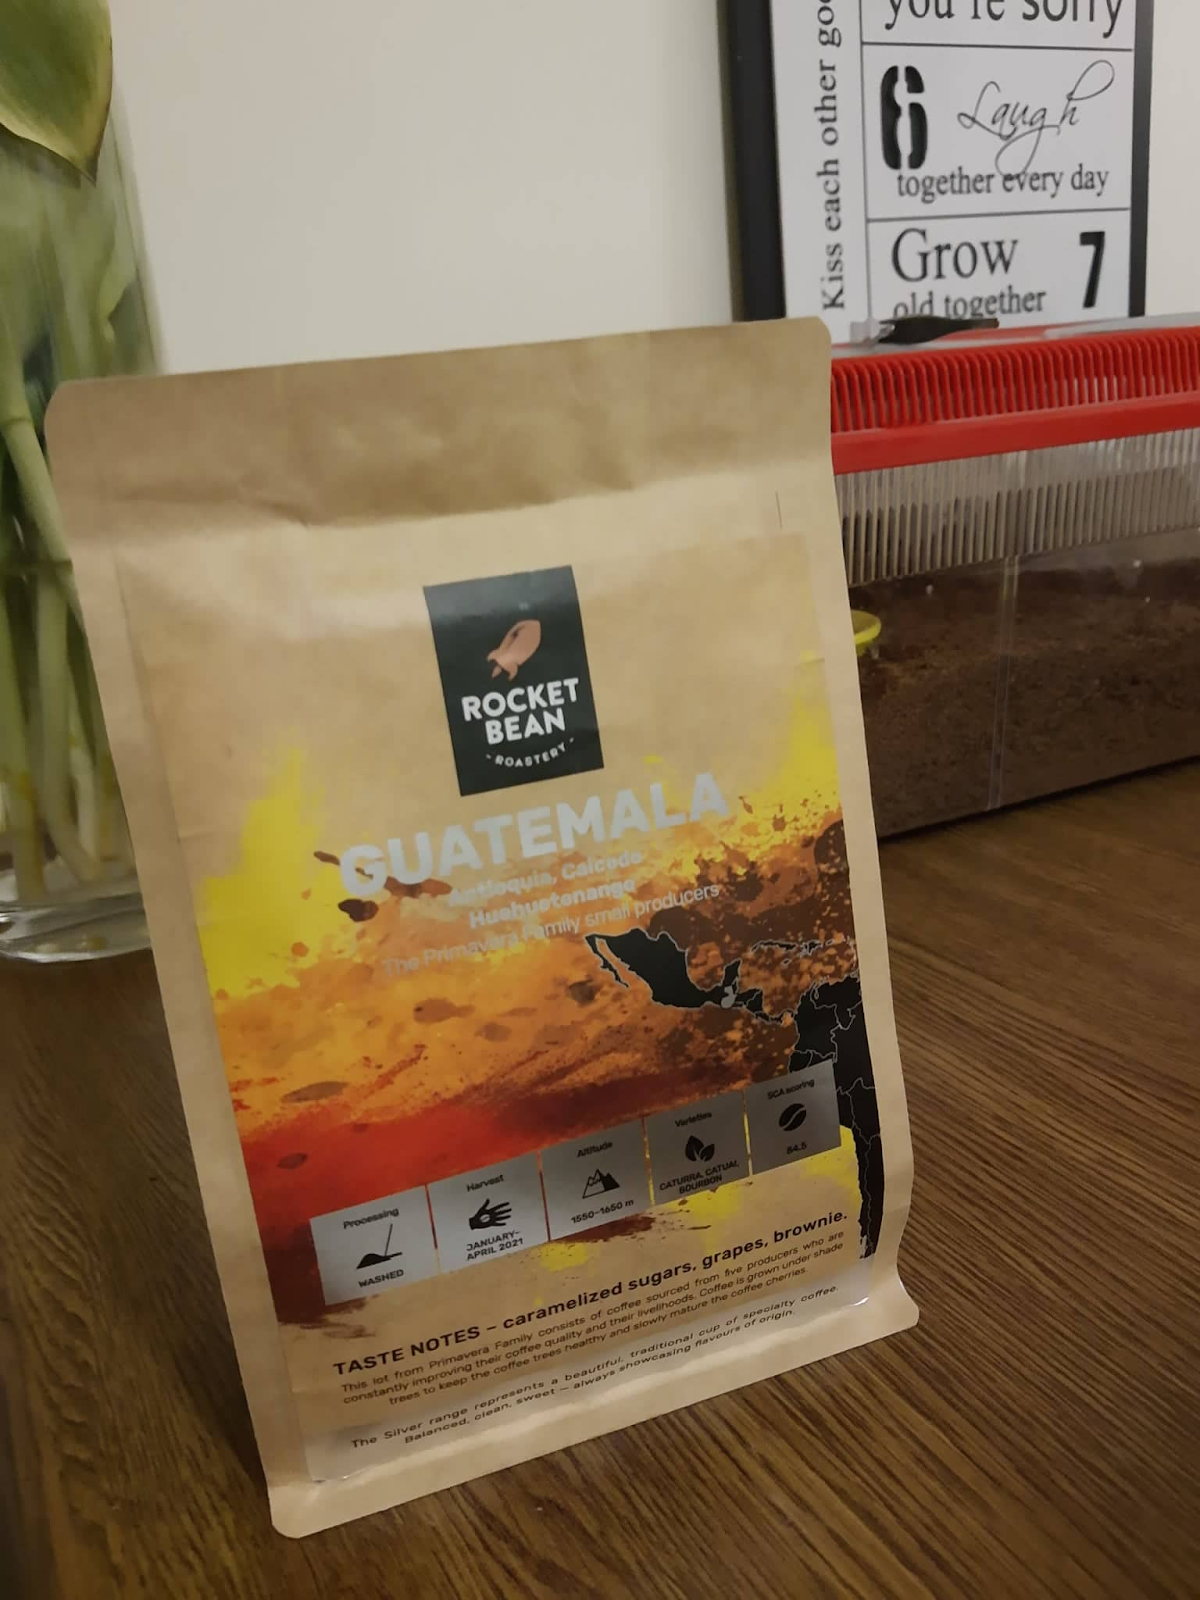 you're sorry
Kiss each other
6 Laugh
together every day
Grow 7
old together
ROCKET
BEAN
ROASTERY
GUATEMALA
Antioquia, Caicedo
Huehuetenango
The Primavera Family small producers
Processing
WASHED
Harvest
JANUARY-
APRIL 2021
Altitude
1550-1650 m
Varieties
CATURRA, CATUAI,
BOURBON
SCA scoring
84.5
TASTE NOTES – caramelized sugars, grapes, brownie.
This lot from Primavera Family consists of coffee sourced from five producers who are
constantly improving their coffee quality and their livelihoods. Coffee is grown under shade
trees to keep the coffee trees healthy and slowly mature the coffee cherries.
The Silver range represents a beautiful, traditional cup of specialty coffee.
Balanced, clean, sweet – always showcasing flavours of origin.